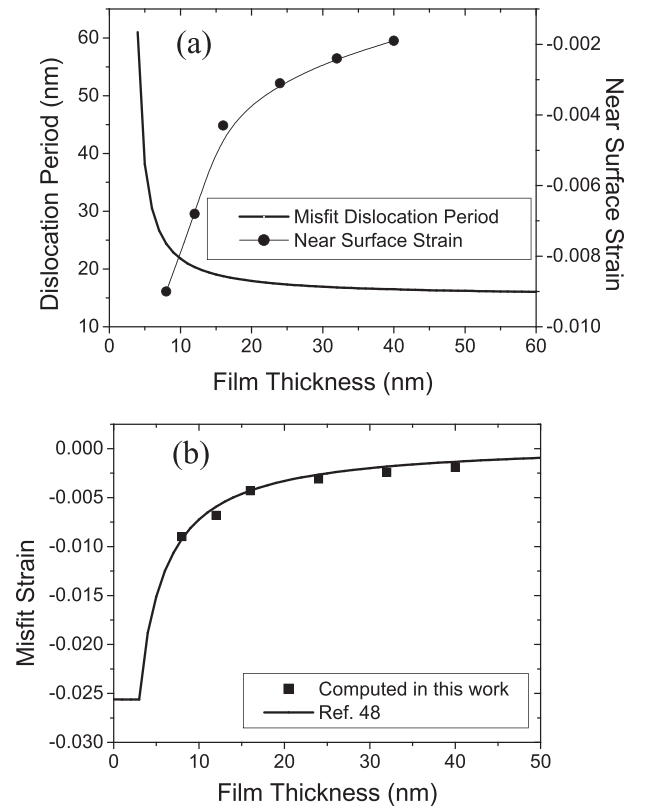 (a)
60
50
40
30
20
10
Dislocation Period (nm)
-0.002
-0.004
-0.006
-0.008
-0.010
Near Surface Strain
Misfit Dislocation Period
Near Surface Strain
0 10 20 30 40 50 60
Film Thickness (nm)
(b)
0.000
-0.005
-0.010
-0.015
-0.020
-0.025
-0.030
Misfit Strain
Computed in this work
Ref. 48
0 10 20 30 40 50
Film Thickness (nm)